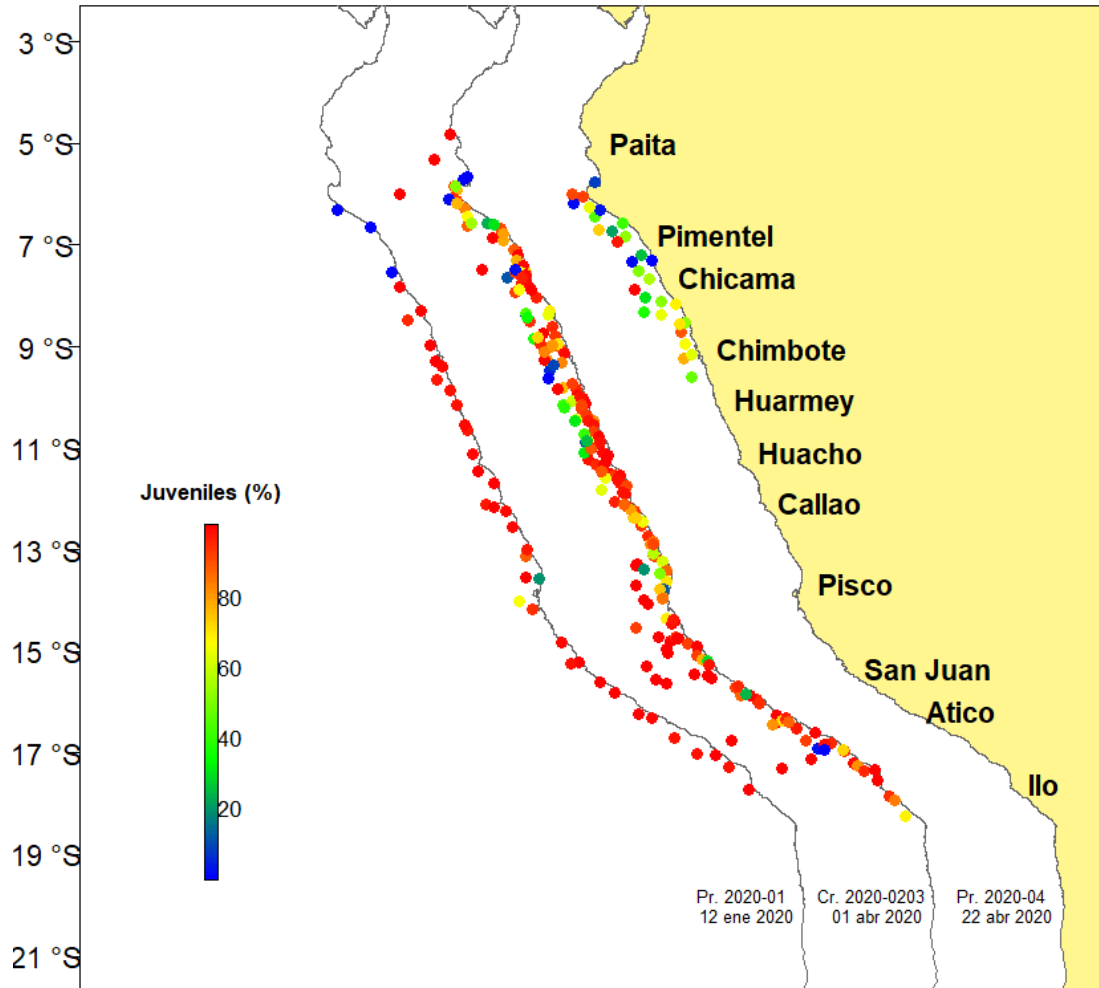 3 °S
5 °S
7 °S
9 °S
11 °S
13 °S
15 °S
17 °S
19 °S
21 °S
Paita
Pimentel
Chicama
Chimbote
Huarmey
Huacho
Callao
Pisco
San Juan
Atico
Ilo
Juveniles (%)
80
60
40
20
Pr. 2020-01
12 ene 2020
Cr. 2020-0203
01 abr 2020
Pr. 2020-04
22 abr 2020